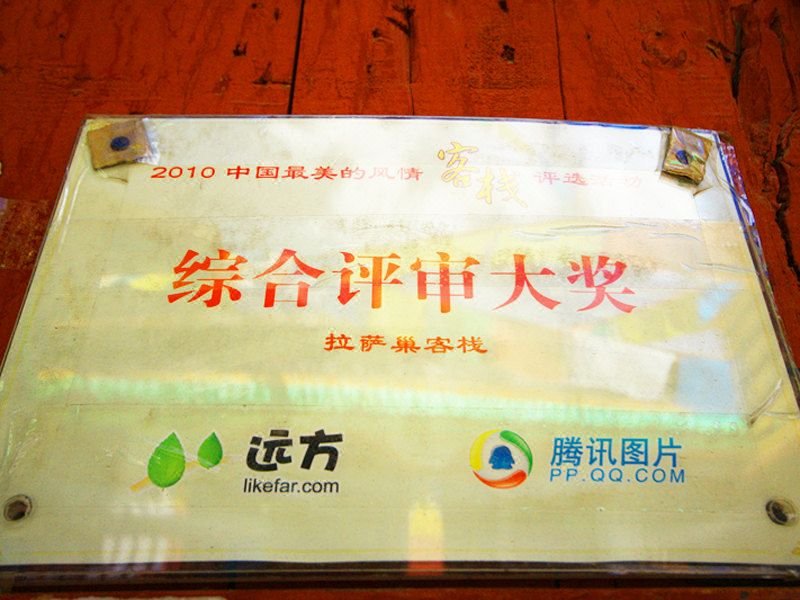 2010 中国最美的风情 客栈 评选活动
综合评审大奖
拉萨巢客栈
远方
likefar.com
腾讯图片
PP.QQ.COM